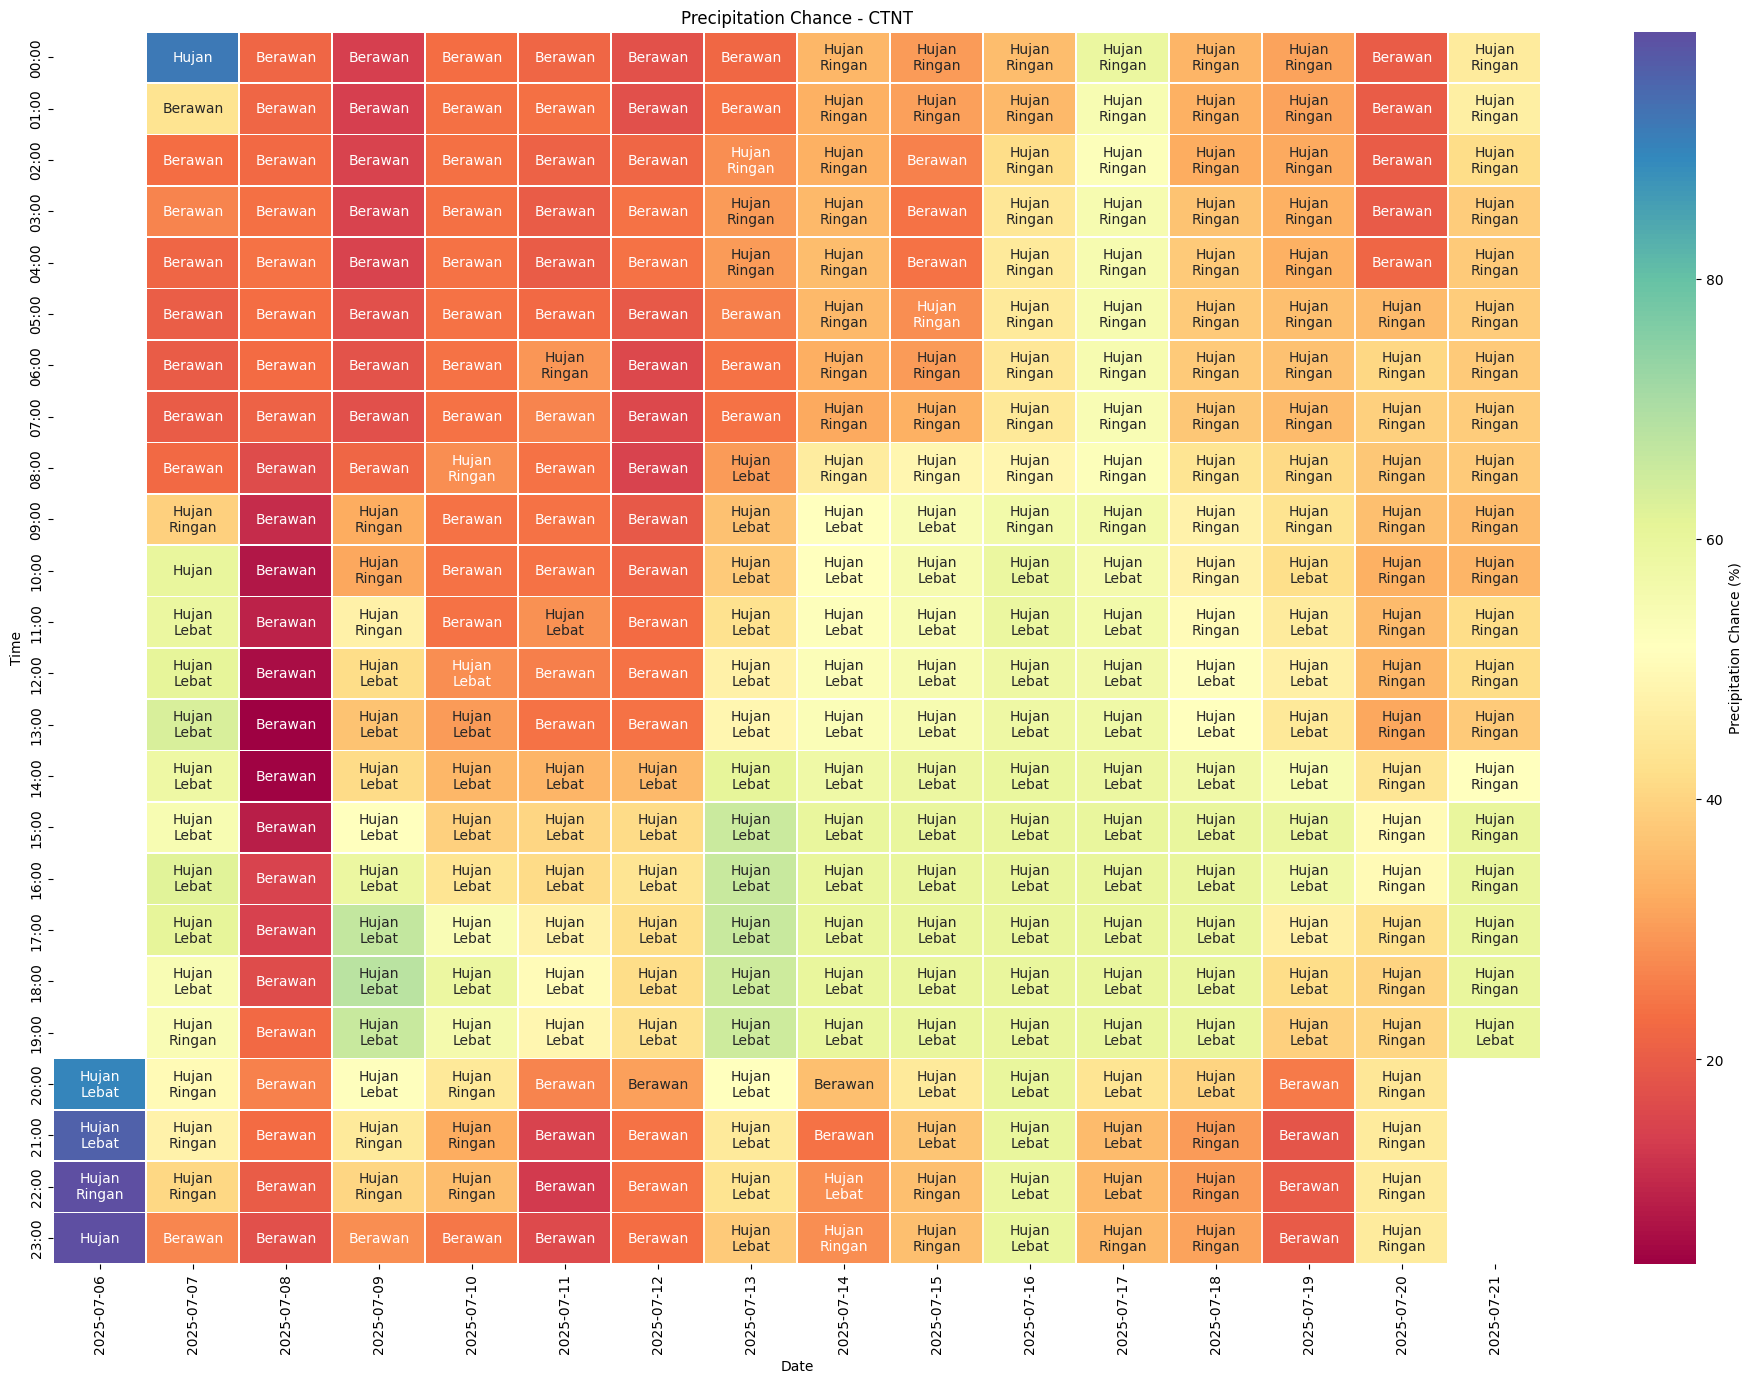 Precipitation Chance - CTNT
00:00 Hujan Berawan Berawan Berawan Berawan Berawan Berawan Hujan Ringan Hujan Ringan Hujan Ringan Hujan Ringan Hujan Ringan Hujan Ringan Berawan Hujan Ringan
01:00 Berawan Berawan Berawan Berawan Berawan Berawan Berawan Hujan Ringan Hujan Ringan Hujan Ringan Hujan Ringan Hujan Ringan Hujan Ringan Berawan Hujan Ringan
02:00 Berawan Berawan Berawan Berawan Berawan Berawan Hujan Ringan Hujan Ringan Berawan Hujan Ringan Hujan Ringan Hujan Ringan Hujan Ringan Berawan Hujan Ringan
03:00 Berawan Berawan Berawan Berawan Berawan Berawan Hujan Ringan Hujan Ringan Berawan Hujan Ringan Hujan Ringan Hujan Ringan Hujan Ringan Berawan Hujan Ringan
04:00 Berawan Berawan Berawan Berawan Berawan Berawan Hujan Ringan Hujan Ringan Berawan Hujan Ringan Hujan Ringan Hujan Ringan Hujan Ringan Berawan Hujan Ringan
05:00 Berawan Berawan Berawan Berawan Berawan Berawan Berawan Hujan Ringan Hujan Ringan Hujan Ringan Hujan Ringan Hujan Ringan Hujan Ringan Hujan Ringan Hujan Ringan
06:00 Berawan Berawan Berawan Berawan Hujan Ringan Berawan Berawan Hujan Ringan Hujan Ringan Hujan Ringan Hujan Ringan Hujan Ringan Hujan Ringan Hujan Ringan Hujan Ringan
07:00 Berawan Berawan Berawan Berawan Berawan Berawan Berawan Hujan Ringan Hujan Ringan Hujan Ringan Hujan Ringan Hujan Ringan Hujan Ringan Hujan Ringan Hujan Ringan
08:00 Berawan Berawan Berawan Hujan Ringan Berawan Berawan Hujan Lebat Hujan Ringan Hujan Ringan Hujan Ringan Hujan Ringan Hujan Ringan Hujan Ringan Hujan Ringan Hujan Ringan
09:00 Hujan Ringan Berawan Hujan Ringan Berawan Berawan Berawan Hujan Lebat Hujan Lebat Hujan Lebat Hujan Ringan Hujan Ringan Hujan Ringan Hujan Ringan Hujan Ringan Hujan Ringan
10:00 Hujan Berawan Hujan Ringan Berawan Berawan Berawan Hujan Lebat Hujan Lebat Hujan Lebat Hujan Lebat Hujan Lebat Hujan Ringan Hujan Lebat Hujan Ringan Hujan Ringan
11:00 Hujan Lebat Berawan Hujan Ringan Berawan Hujan Lebat Berawan Hujan Lebat Hujan Lebat Hujan Lebat Hujan Lebat Hujan Lebat Hujan Ringan Hujan Lebat Hujan Ringan Hujan Ringan
12:00 Hujan Lebat Berawan Hujan Lebat Hujan Lebat Berawan Berawan Hujan Lebat Hujan Lebat Hujan Lebat Hujan Lebat Hujan Lebat Hujan Lebat Hujan Lebat Hujan Ringan Hujan Ringan
13:00 Hujan Lebat Berawan Hujan Lebat Hujan Lebat Berawan Berawan Hujan Lebat Hujan Lebat Hujan Lebat Hujan Lebat Hujan Lebat Hujan Lebat Hujan Lebat Hujan Ringan Hujan Ringan
14:00 Hujan Lebat Berawan Hujan Lebat Hujan Lebat Hujan Lebat Hujan Lebat Hujan Lebat Hujan Lebat Hujan Lebat Hujan Lebat Hujan Lebat Hujan Lebat Hujan Lebat Hujan Ringan Hujan Ringan
15:00 Hujan Lebat Berawan Hujan Lebat Hujan Lebat Hujan Lebat Hujan Lebat Hujan Lebat Hujan Lebat Hujan Lebat Hujan Lebat Hujan Lebat Hujan Lebat Hujan Lebat Hujan Ringan Hujan Ringan
16:00 Hujan Lebat Berawan Hujan Lebat Hujan Lebat Hujan Lebat Hujan Lebat Hujan Lebat Hujan Lebat Hujan Lebat Hujan Lebat Hujan Lebat Hujan Lebat Hujan Lebat Hujan Ringan Hujan Ringan
17:00 Hujan Lebat Berawan Hujan Lebat Hujan Lebat Hujan Lebat Hujan Lebat Hujan Lebat Hujan Lebat Hujan Lebat Hujan Lebat Hujan Lebat Hujan Lebat Hujan Lebat Hujan Ringan Hujan Ringan
18:00 Hujan Lebat Berawan Hujan Lebat Hujan Lebat Hujan Lebat Hujan Lebat Hujan Lebat Hujan Lebat Hujan Lebat Hujan Lebat Hujan Lebat Hujan Lebat Hujan Lebat Hujan Ringan Hujan Ringan
19:00 Hujan Ringan Berawan Hujan Lebat Hujan Lebat Hujan Lebat Hujan Lebat Hujan Lebat Hujan Lebat Hujan Lebat Hujan Lebat Hujan Lebat Hujan Lebat Hujan Lebat Hujan Ringan Hujan Lebat
20:00 Hujan Lebat Hujan Ringan Berawan Hujan Lebat Hujan Ringan Berawan Berawan Hujan Lebat Berawan Hujan Lebat Hujan Lebat Hujan Lebat Hujan Lebat Berawan Hujan Ringan
21:00 Hujan Lebat Hujan Ringan Berawan Hujan Ringan Hujan Ringan Berawan Berawan Hujan Lebat Berawan Hujan Lebat Hujan Lebat Hujan Lebat Hujan Ringan Berawan Hujan Ringan
22:00 Hujan Ringan Hujan Ringan Berawan Hujan Ringan Hujan Ringan Berawan Berawan Hujan Lebat Hujan Lebat Hujan Ringan Hujan Lebat Hujan Lebat Hujan Ringan Berawan Hujan Ringan
23:00 Hujan Berawan Berawan Berawan Berawan Berawan Berawan Hujan Lebat Hujan Ringan Hujan Ringan Hujan Lebat Hujan Ringan Hujan Ringan Berawan Hujan Ringan
Time
2025-07-06 2025-07-07 2025-07-08 2025-07-09 2025-07-10 2025-07-11 2025-07-12 2025-07-13 2025-07-14 2025-07-15 2025-07-16 2025-07-17 2025-07-18 2025-07-19 2025-07-20 2025-07-21
Date
80
60
40
20
Precipitation Chance (%)